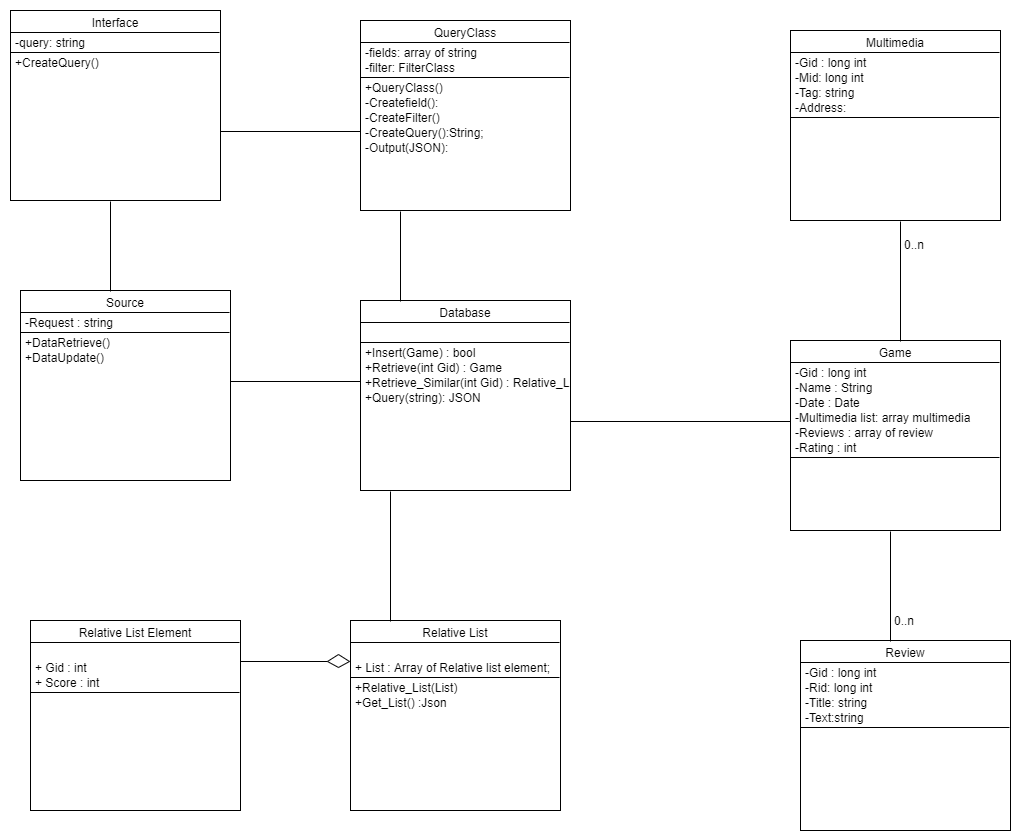 Interface
-query: string
+CreateQuery()
QueryClass
-fields: array of string
-filter: FilterClass
+QueryClass()
-Createfield():
-CreateFilter()
-CreateQuery():String;
-Output(JSON):
Multimedia
-Gid : long int
-Mid: long int
-Tag: string
-Address:
0..n
Source
-Request : string
+DataRetrieve()
+DataUpdate()
Database
+Insert(Game) : bool
+Retrieve(int Gid) : Game
+Retrieve_Similar(int Gid) : Relative_L
+Query(string): JSON
Game
-Gid : long int
-Name : String
-Date : Date
-Multimedia list: array multimedia
-Reviews : array of review
-Rating : int
0..n
Relative List Element
+ Gid : int
+ Score : int
Relative List
+ List : Array of Relative list element;
+Relative_List(List)
+Get_List() :Json
Review
-Gid : long int
-Rid: long int
-Title: string
-Text:string